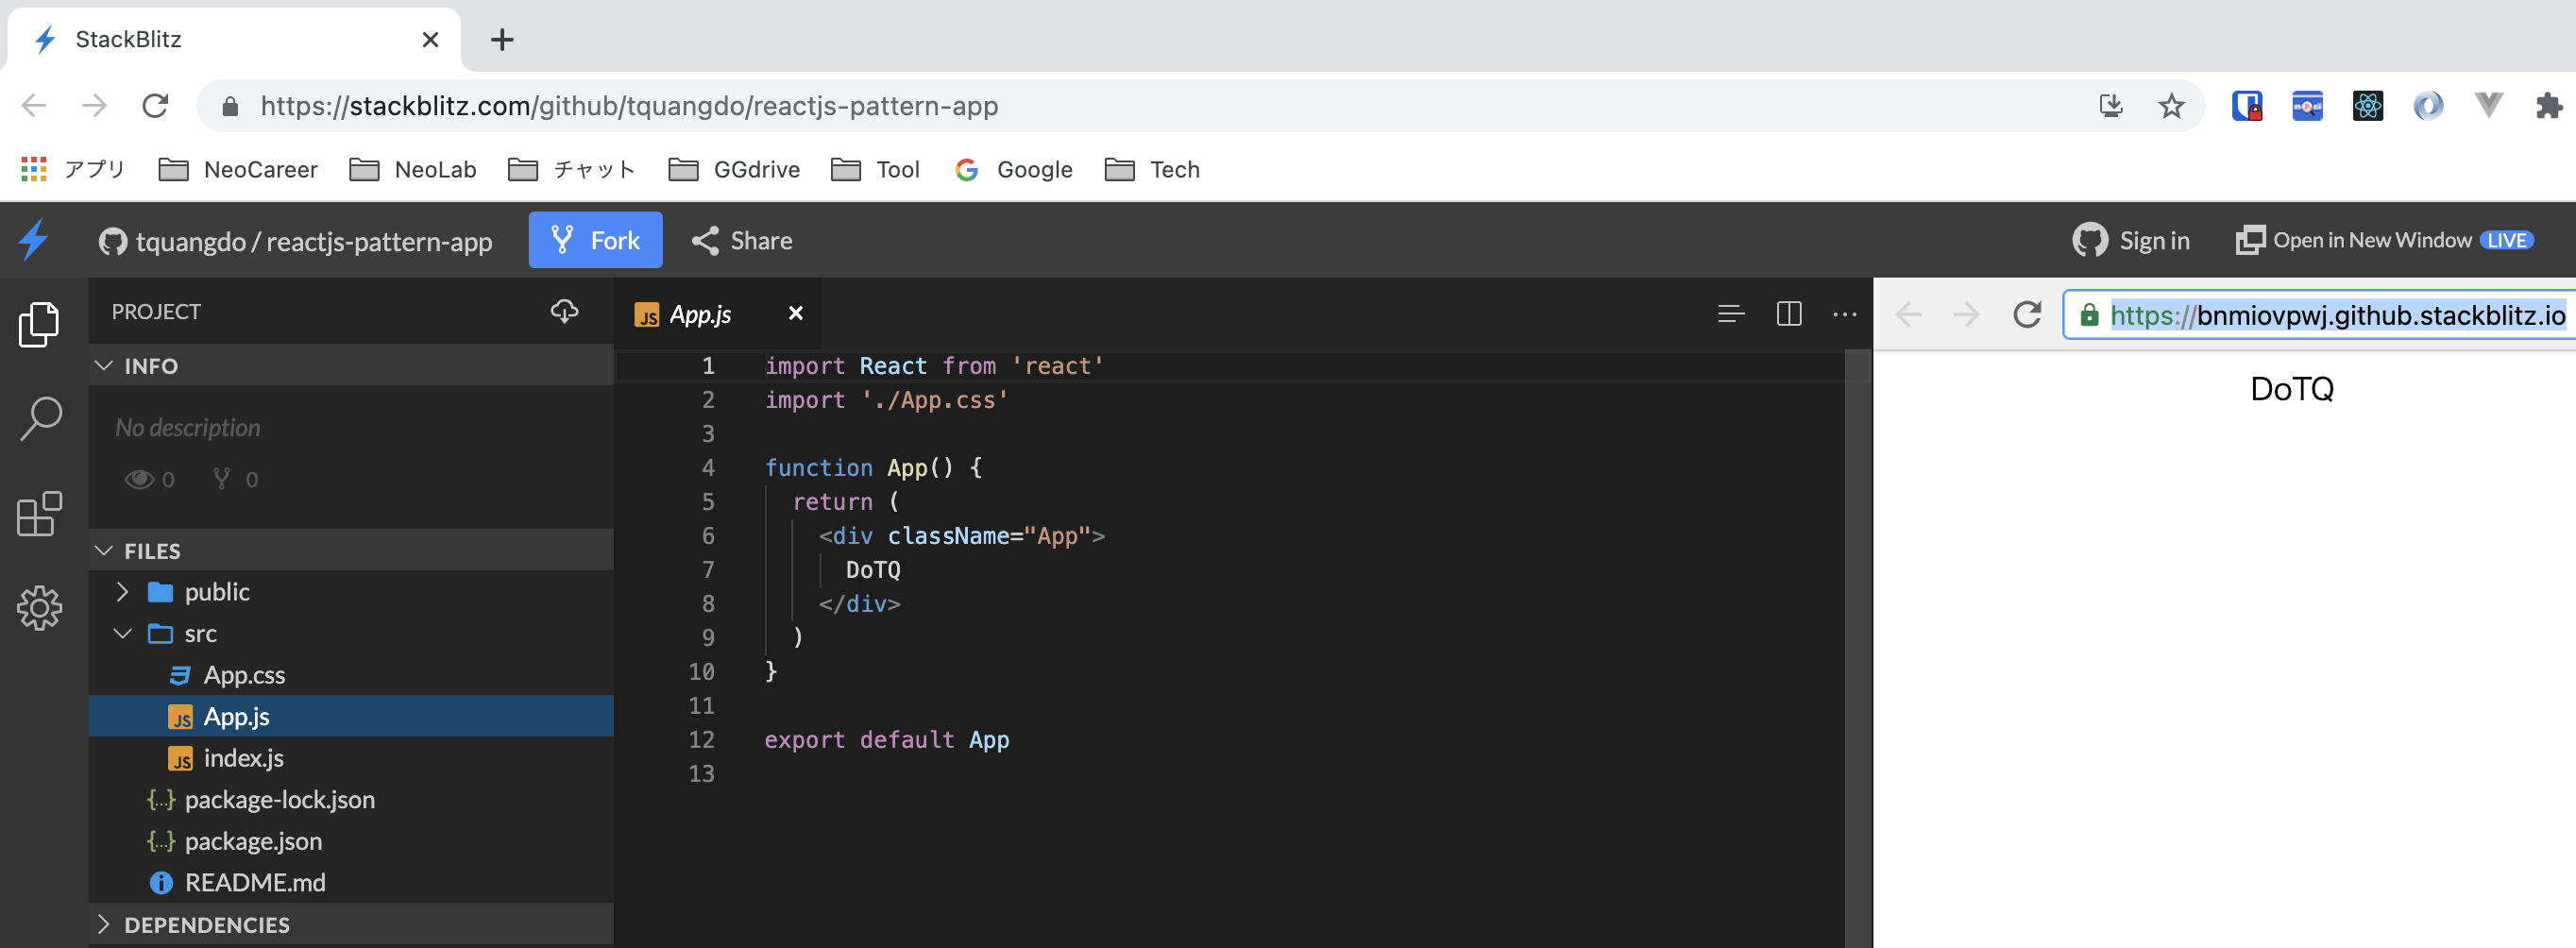 StackBlitz
https://stackblitz.com/github/tquangdo/reactjs-pattern-app
アプリ NeoCareer NeoLab チャット GGdrive Tool Google Tech
tquangdo / reactjs-pattern-app Fork Share Sign in Open in New Window LIVE
PROJECT
INFO
No description
0 0
FILES
public
src
App.css
JS App.js
JS index.js
{...} package-lock.json
{...} package.json
README.md
DEPENDENCIES
JS App.js
1 import React from 'react'
2 import './App.css'
3
4 function App() {
5 return (
6 <div className="App">
7 DoTQ
8 </div>
9 )
10 }
11
12 export default App
13
https://bnmiovpwj.github.stackblitz.io
DoTQ